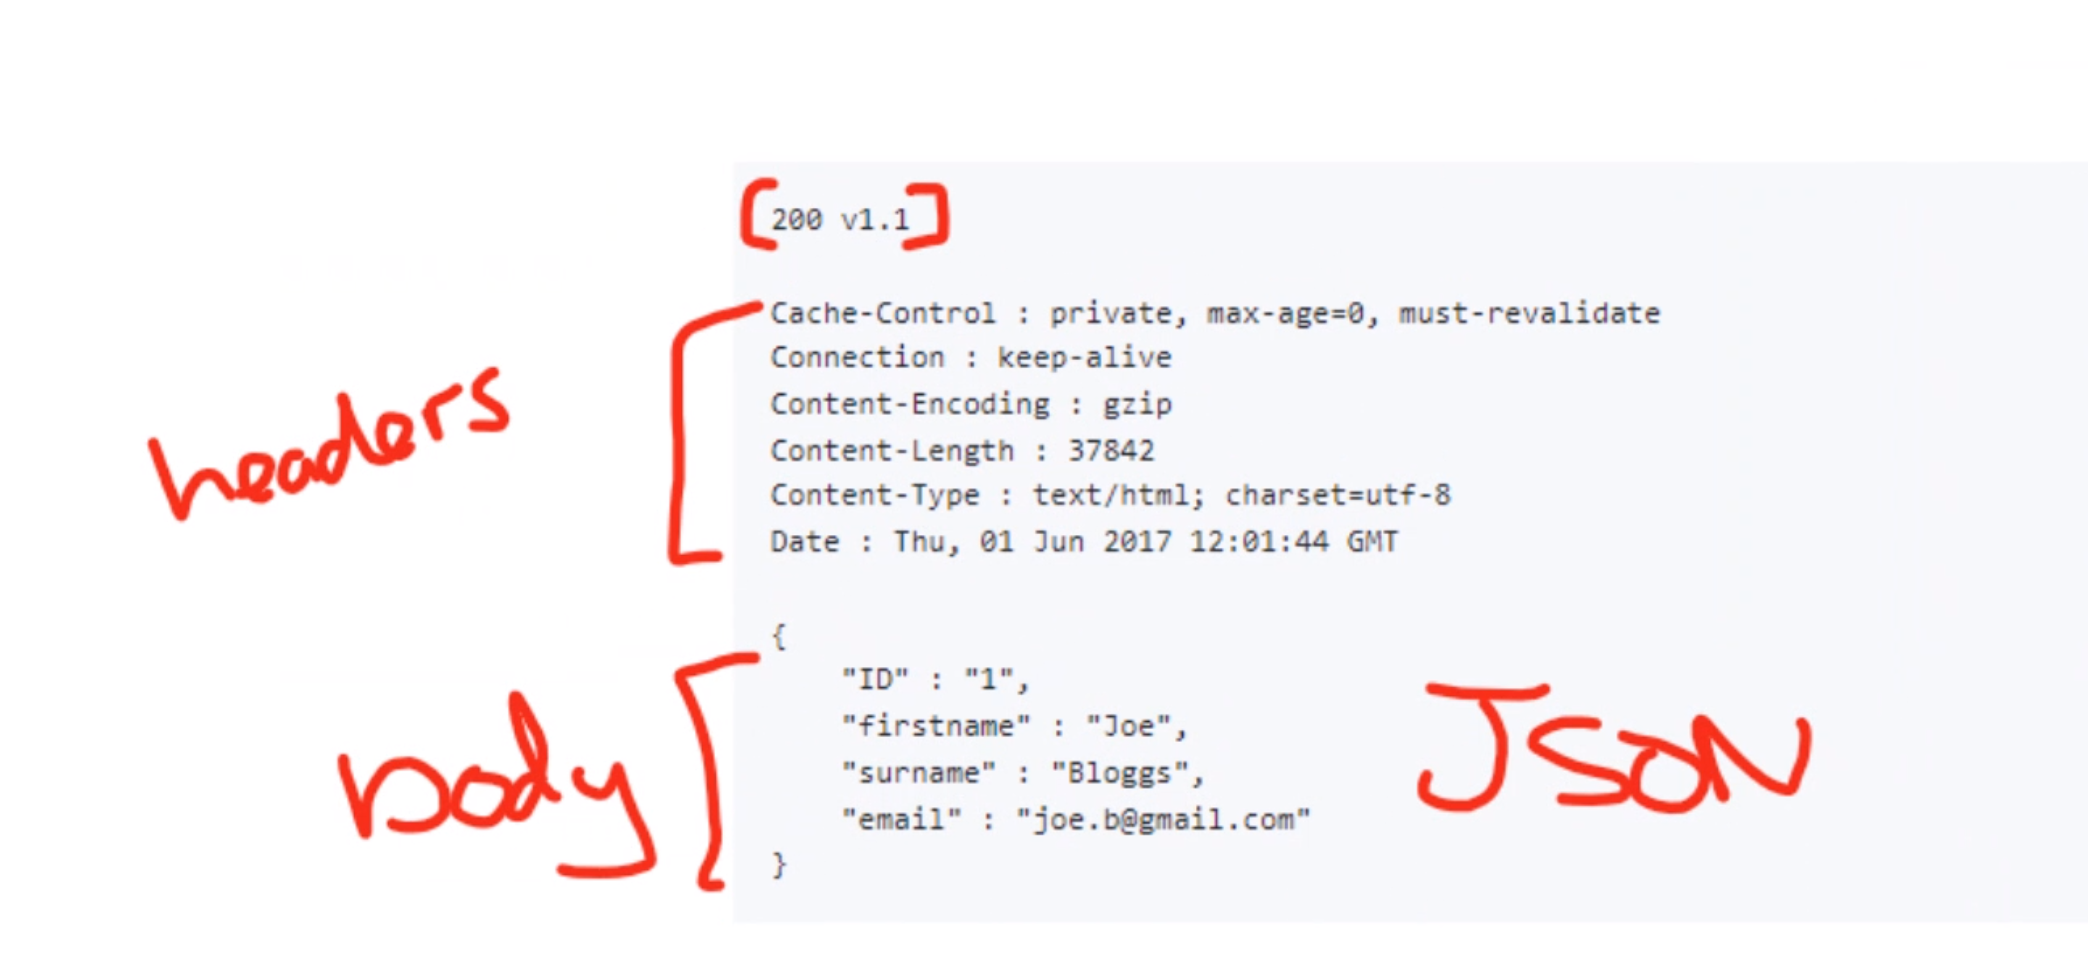 200 v1.1
Cache-Control : private, max-age=0, must-revalidate
Connection : keep-alive
Content-Encoding : gzip
Content-Length : 37842
Content-Type : text/html; charset=utf-8
Date : Thu, 01 Jun 2017 12:01:44 GMT
headers
{
"ID" : "1",
"firstname" : "Joe",
"surname" : "Bloggs",
"email" : "joe.b@gmail.com"
}
body
JSON